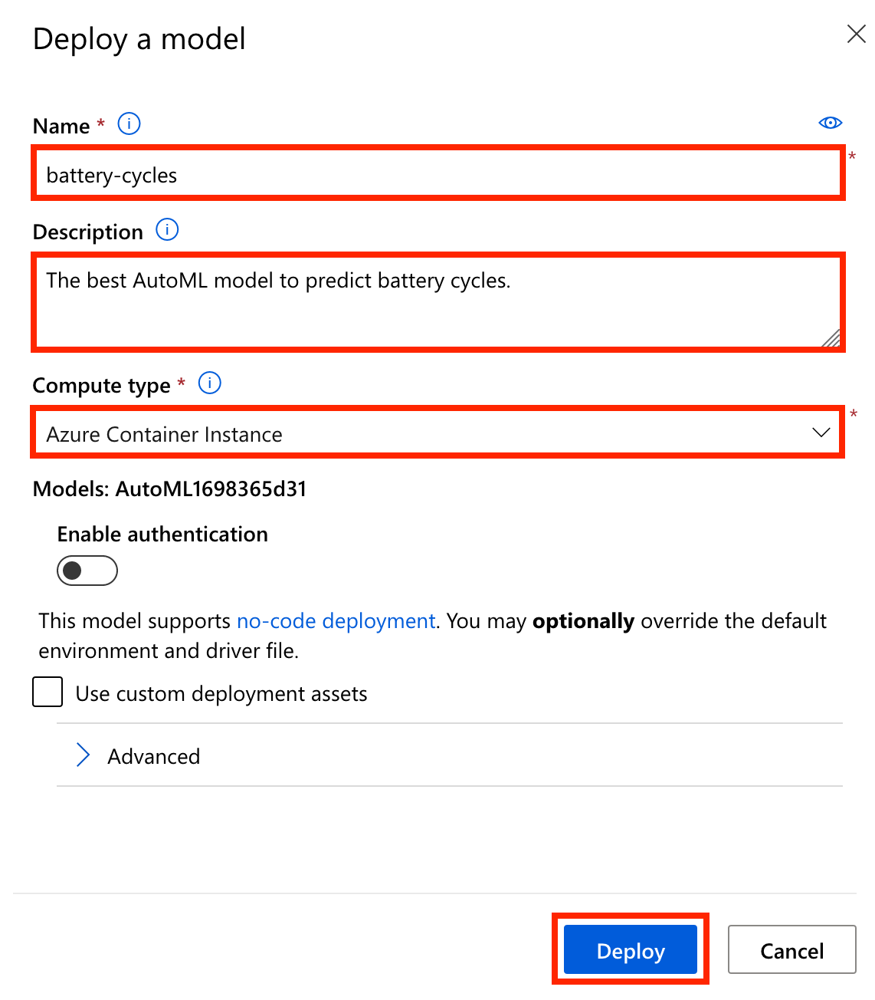 Deploy a model
Name *
battery-cycles
*
Description
The best AutoML model to predict battery cycles.
Compute type *
Azure Container Instance
*
Models: AutoML1698365d31
Enable authentication
This model supports no-code deployment. You may optionally override the default
environment and driver file.
Use custom deployment assets
Advanced
Deploy
Cancel